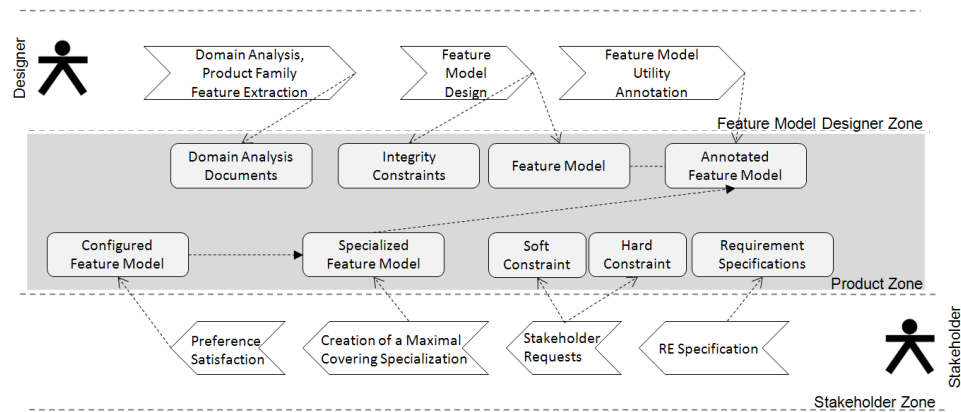 Designer
Domain Analysis,
Product Family
Feature Extraction
Feature
Model
Design
Feature Model
Utility
Annotation
Feature Model Designer Zone
Domain Analysis
Documents
Integrity
Constraints
Feature Model
Annotated
Feature Model
Configured
Feature Model
Specialized
Feature Model
Soft
Constraint
Hard
Constraint
Requirement
Specifications
Product Zone
Preference
Satisfaction
Creation of a Maximal
Covering Specialization
Stakeholder
Requests
RE Specification
Stakeholder
Stakeholder Zone